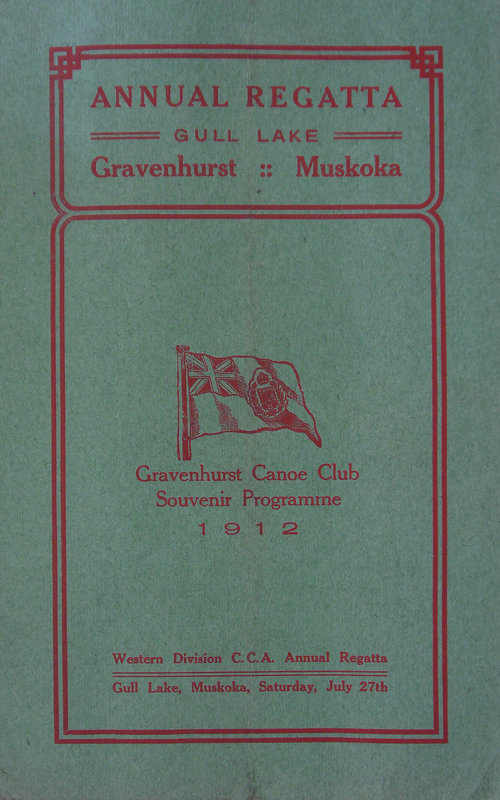 ANNUAL REGATTA
GULL LAKE
Gravenhurst :: Muskoka
Gravenhurst Canoe Club
Souvenir Programme
1912
Western Division C.C.A. Annual Regatta
Gull Lake, Muskoka, Saturday, July 27th